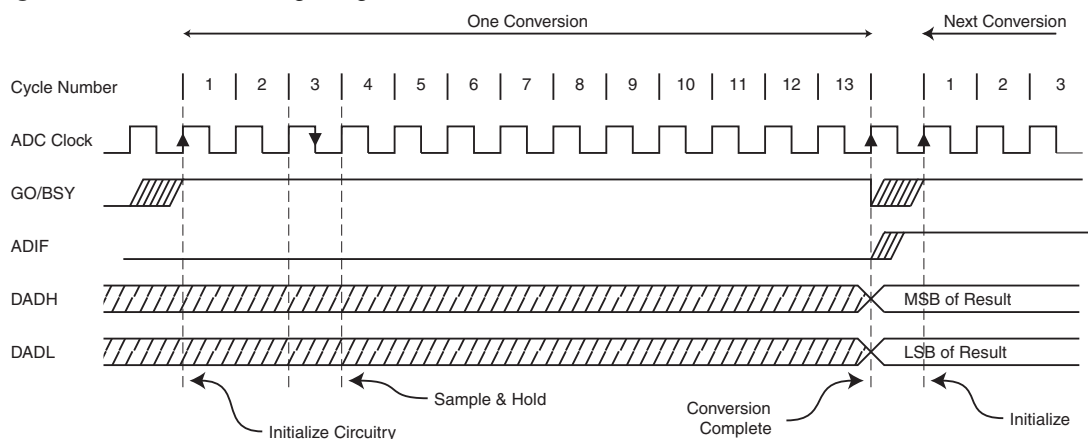 One Conversion
Next Conversion
Cycle Number 1 2 3 4 5 6 7 8 9 10 11 12 13 1 2 3
ADC Clock
GO/BSY
ADIF
DADH MSB of Result
DADL LSB of Result
Sample & Hold
Initialize Circuitry
Conversion
Complete
Initialize